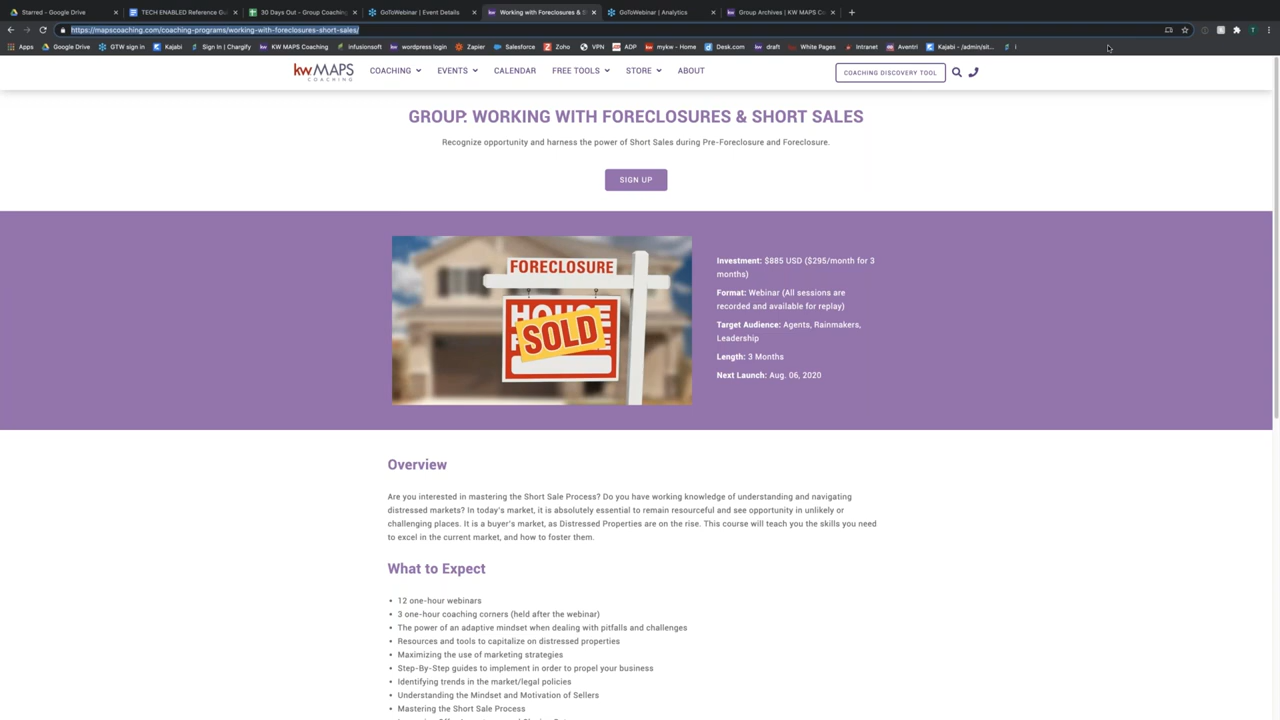 Starred - Google Drive
TECH ENABLED Reference Gu
30 Days Out - Group Coaching
GoToWebinar | Event Details
Working with Foreclosures & S
GoToWebinar | Analytics
Group Archives | KW MAPS Co
https://mapscoaching.com/coaching-programs/working-with-foreclosures-short-sales/
Apps
Google Drive
GTW sign in
Kajabi
Sign In | Chargify
KW MAPS Coaching
infusionsoft
wordpress login
Zapier
Salesforce
Zoho
VPN
ADP
mykw - Home
Desk.com
draft
White Pages
Intranet
Aventri
Kajabi - /admin/sit...
kwMAPS
COACHING
COACHING
EVENTS
CALENDAR
FREE TOOLS
STORE
ABOUT
COACHING DISCOVERY TOOL
GROUP: WORKING WITH FORECLOSURES & SHORT SALES
Recognize opportunity and harness the power of Short Sales during Pre-Foreclosure and Foreclosure.
SIGN UP
FORECLOSURE
HOUSE
SOLD
Investment: $885 USD ($295/month for 3
months)
Format: Webinar (All sessions are
recorded and available for replay)
Target Audience: Agents, Rainmakers,
Leadership
Length: 3 Months
Next Launch: Aug. 06, 2020
Overview
Are you interested in mastering the Short Sale Process? Do you have working knowledge of understanding and navigating
distressed markets? In today's market, it is absolutely essential to remain resourceful and see opportunity in unlikely or
challenging places. It is a buyer's market, as Distressed Properties are on the rise. This course will teach you the skills you need
to excel in the current market, and how to foster them.
What to Expect
• 12 one-hour webinars
• 3 one-hour coaching corners (held after the webinar)
• The power of an adaptive mindset when dealing with pitfalls and challenges
• Resources and tools to capitalize on distressed properties
• Maximizing the use of marketing strategies
• Step-By-Step guides to implement in order to propel your business
• Identifying trends in the market/legal policies
• Understanding the Mindset and Motivation of Sellers
• Mastering the Short Sale Process